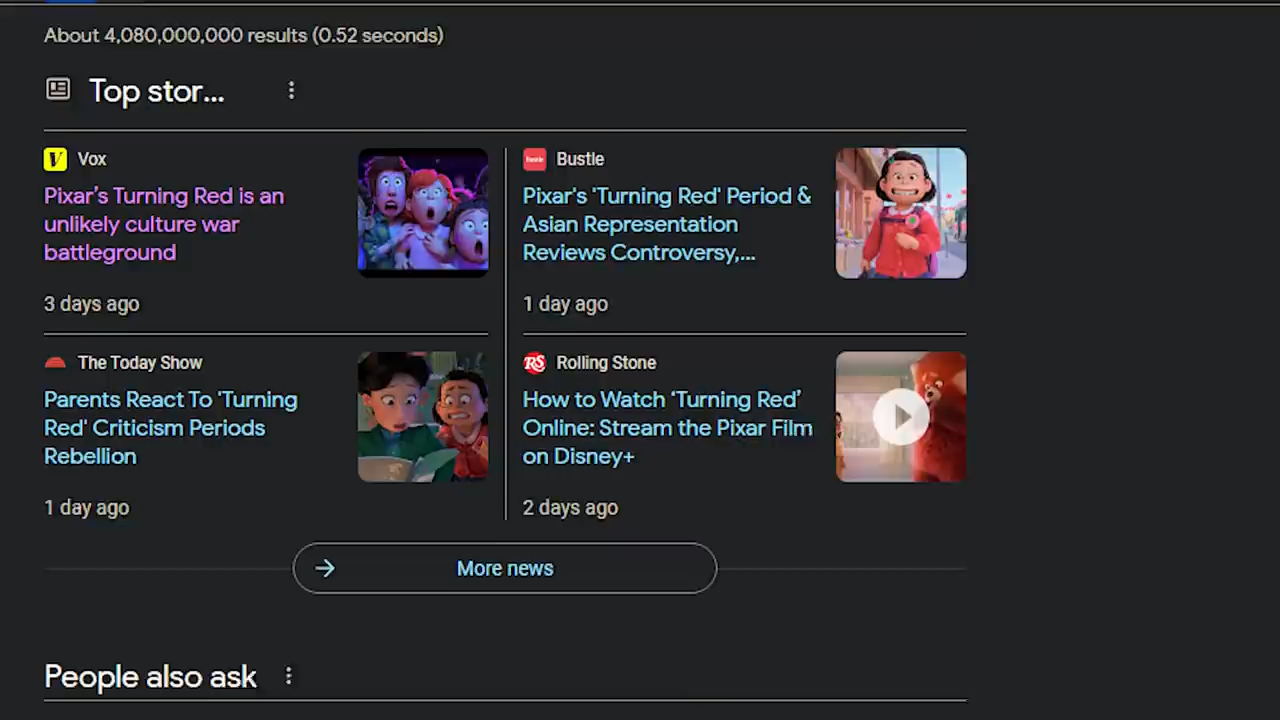 About 4,080,000,000 results (0.52 seconds)
Top stor...
V Vox
Pixar’s Turning Red is an
unlikely culture war
battleground
3 days ago
Bustle Bustle
Pixar's 'Turning Red' Period &
Asian Representation
Reviews Controversy,...
1 day ago
The Today Show
Parents React To 'Turning
Red' Criticism Periods
Rebellion
1 day ago
RS Rolling Stone
How to Watch ‘Turning Red’
Online: Stream the Pixar Film
on Disney+
2 days ago
More news
People also ask